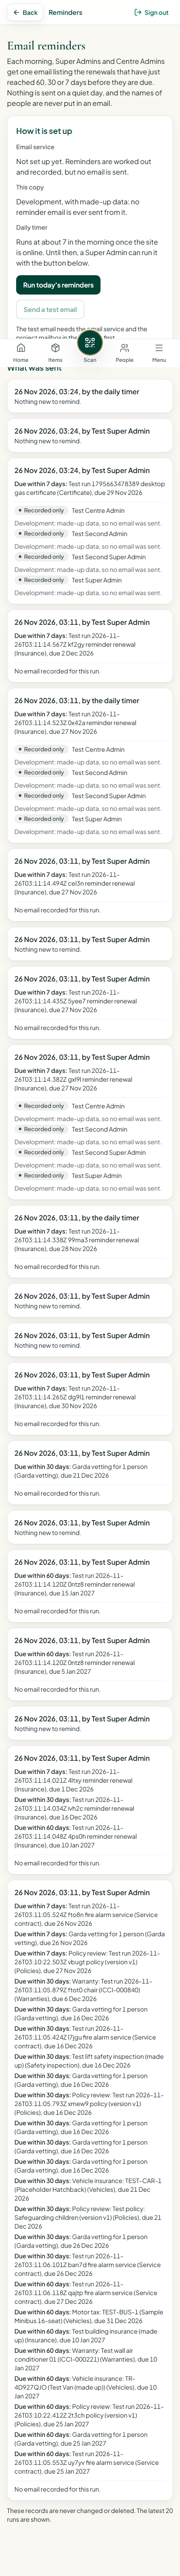 Back
Reminders
Sign out
Email reminders
Each morning, Super Admins and Centre Admins
get one email listing the renewals that have just
reached 60, 30 or 7 days before they are due.
Nothing is sent on a quiet day, and the names of
people are never put in an email.
How it is set up
Email service
Not set up yet. Reminders are worked out
and recorded, but no email is sent.
This copy
Development, with made-up data: no
reminder email is ever sent from it.
Daily timer
Runs at about 7 in the morning once the site
is online. Until then, a Super Admin can run it
with the button below.
Run today's reminders
Send a test email
The test email needs the email service and the
Home
Items
Scan
People
Menu
What was sent
26 Nov 2026, 03:24, by the daily timer
Nothing new to remind.
26 Nov 2026, 03:24, by Test Super Admin
Nothing new to remind.
26 Nov 2026, 03:24, by Test Super Admin
Due within 7 days: Test run 1795663478389 desktop
gas certificate (Certificate), due 29 Nov 2026
Recorded only Test Centre Admin
Development: made-up data, so no email was sent.
Recorded only Test Second Admin
Development: made-up data, so no email was sent.
Recorded only Test Second Super Admin
Development: made-up data, so no email was sent.
Recorded only Test Super Admin
Development: made-up data, so no email was sent.
26 Nov 2026, 03:11, by Test Super Admin
Due within 7 days: Test run 2026-11-
26T03:11:14.567Z kf2gy reminder renewal
(Insurance), due 2 Dec 2026
No email recorded for this run.
26 Nov 2026, 03:11, by the daily timer
Due within 7 days: Test run 2026-11-
26T03:11:14.523Z 0x42a reminder renewal
(Insurance), due 27 Nov 2026
Recorded only Test Centre Admin
Development: made-up data, so no email was sent.
Recorded only Test Second Admin
Development: made-up data, so no email was sent.
Recorded only Test Second Super Admin
Development: made-up data, so no email was sent.
Recorded only Test Super Admin
Development: made-up data, so no email was sent.
26 Nov 2026, 03:11, by Test Super Admin
Due within 7 days: Test run 2026-11-
26T03:11:14.494Z cel3n reminder renewal
(Insurance), due 27 Nov 2026
No email recorded for this run.
26 Nov 2026, 03:11, by Test Super Admin
Nothing new to remind.
26 Nov 2026, 03:11, by Test Super Admin
Due within 7 days: Test run 2026-11-
26T03:11:14.435Z 5yee7 reminder renewal
(Insurance), due 27 Nov 2026
No email recorded for this run.
26 Nov 2026, 03:11, by Test Super Admin
Due within 7 days: Test run 2026-11-
26T03:11:14.382Z gxl9l reminder renewal
(Insurance), due 27 Nov 2026
Recorded only Test Centre Admin
Development: made-up data, so no email was sent.
Recorded only Test Second Admin
Development: made-up data, so no email was sent.
Recorded only Test Second Super Admin
Development: made-up data, so no email was sent.
Recorded only Test Super Admin
Development: made-up data, so no email was sent.
26 Nov 2026, 03:11, by the daily timer
Due within 7 days: Test run 2026-11-
26T03:11:14.338Z 99ma3 reminder renewal
(Insurance), due 28 Nov 2026
No email recorded for this run.
26 Nov 2026, 03:11, by Test Super Admin
Nothing new to remind.
26 Nov 2026, 03:11, by Test Super Admin
Nothing new to remind.
26 Nov 2026, 03:11, by Test Super Admin
Due within 7 days: Test run 2026-11-
26T03:11:14.265Z dg9l1 reminder renewal
(Insurance), due 30 Nov 2026
No email recorded for this run.
26 Nov 2026, 03:11, by Test Super Admin
Due within 30 days: Garda vetting for 1 person
(Garda vetting), due 21 Dec 2026
No email recorded for this run.
26 Nov 2026, 03:11, by Test Super Admin
Nothing new to remind.
26 Nov 2026, 03:11, by Test Super Admin
Due within 60 days: Test run 2026-11-
26T03:11:14.120Z 0ntz8 reminder renewal
(Insurance), due 15 Jan 2027
No email recorded for this run.
26 Nov 2026, 03:11, by Test Super Admin
Due within 60 days: Test run 2026-11-
26T03:11:14.120Z 0ntz8 reminder renewal
(Insurance), due 5 Jan 2027
No email recorded for this run.
26 Nov 2026, 03:11, by Test Super Admin
Nothing new to remind.
26 Nov 2026, 03:11, by Test Super Admin
Due within 7 days: Test run 2026-11-
26T03:11:14.021Z 4ltxy reminder renewal
(Insurance), due 1 Dec 2026
Due within 30 days: Test run 2026-11-
26T03:11:14.034Z ivh2c reminder renewal
(Insurance), due 16 Dec 2026
Due within 60 days: Test run 2026-11-
26T03:11:14.048Z 4ps0h reminder renewal
(Insurance), due 10 Jan 2027
No email recorded for this run.
26 Nov 2026, 03:11, by Test Super Admin
Due within 7 days: Test run 2026-11-
26T03:11:05.524Z fto8n fire alarm service (Service
contract), due 26 Nov 2026
Due within 7 days: Garda vetting for 1 person (Garda
vetting), due 26 Nov 2026
Due within 7 days: Policy review: Test run 2026-11-
26T03:10:22.503Z vbugt policy (version v1)
(Policies), due 27 Nov 2026
Due within 30 days: Warranty: Test run 2026-11-
26T03:11:05.879Z ftot0 chair (CCI-000840)
(Warranties), due 6 Dec 2026
Due within 30 days: Garda vetting for 1 person
(Garda vetting), due 16 Dec 2026
Due within 30 days: Test run 2026-11-
26T03:11:05.424Z l7jgu fire alarm service (Service
contract), due 16 Dec 2026
Due within 30 days: Test lift safety inspection (made
up) (Safety inspection), due 16 Dec 2026
Due within 30 days: Garda vetting for 1 person
(Garda vetting), due 16 Dec 2026
Due within 30 days: Policy review: Test run 2026-11-
26T03:11:05.793Z xmew9 policy (version v1)
(Policies), due 16 Dec 2026
Due within 30 days: Garda vetting for 1 person
(Garda vetting), due 16 Dec 2026
Due within 30 days: Garda vetting for 1 person
(Garda vetting), due 16 Dec 2026
Due within 30 days: Garda vetting for 1 person
(Garda vetting), due 16 Dec 2026
Due within 30 days: Vehicle insurance: TEST-CAR-1
(Placeholder Hatchback) (Vehicles), due 21 Dec
2026
Due within 30 days: Policy review: Test policy:
Safeguarding children (version v1) (Policies), due 21
Dec 2026
Due within 30 days: Garda vetting for 1 person
(Garda vetting), due 26 Dec 2026
Due within 30 days: Test run 2026-11-
26T03:11:06.101Z ban7d fire alarm service (Service
contract), due 26 Dec 2026
Due within 60 days: Test run 2026-11-
26T03:11:06.118Z qajtp fire alarm service (Service
contract), due 27 Dec 2026
Due within 60 days: Motor tax: TEST-BUS-1 (Sample
Minibus 16-seat) (Vehicles), due 31 Dec 2026
Due within 60 days: Test building insurance (made
up) (Insurance), due 10 Jan 2027
Due within 60 days: Warranty: Test wall air
conditioner 01 (CCI-000221) (Warranties), due 10
Jan 2027
Due within 60 days: Vehicle insurance: TR-
4D927QJO (Test Van (made up)) (Vehicles), due 10
Jan 2027
Due within 60 days: Policy review: Test run 2026-11-
26T03:10:22.412Z 2t3ch policy (version v1)
(Policies), due 25 Jan 2027
Due within 60 days: Garda vetting for 1 person
(Garda vetting), due 25 Jan 2027
Due within 60 days: Test run 2026-11-
26T03:11:05.553Z uy7yv fire alarm service (Service
contract), due 25 Jan 2027
No email recorded for this run.
These records are never changed or deleted. The latest 20
runs are shown.